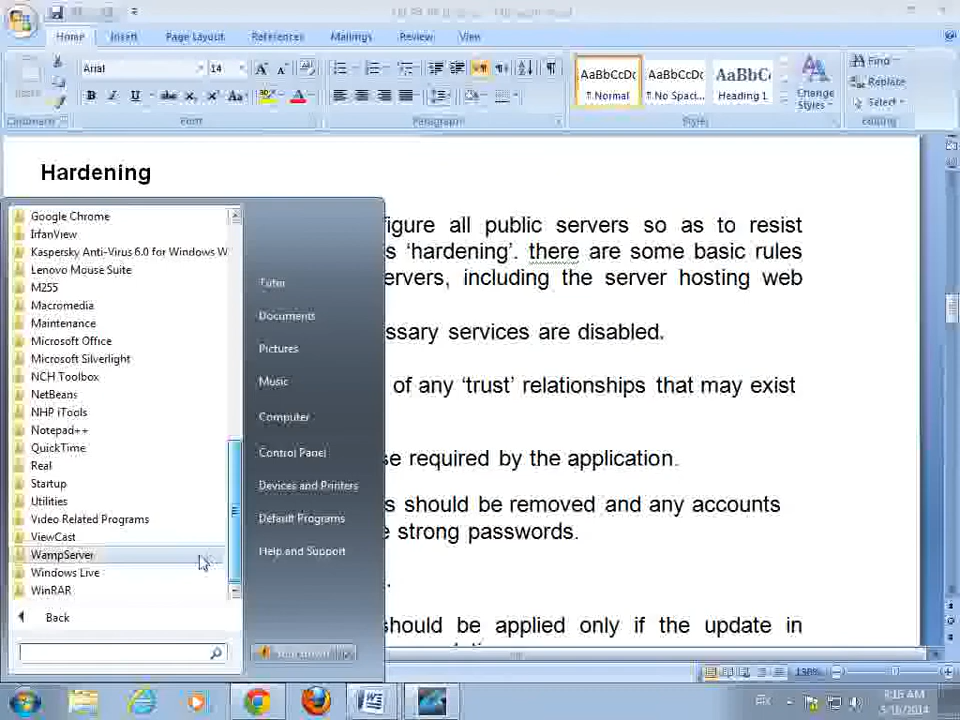 Home Insert Page Layout References Mailings Review View
Arial 14
AaBbCcDc AaBbCcDc AaBbC
Normal No Spaci... Heading 1
Change Styles
Find
Replace
Select
Font Paragraph Styles Editing
Hardening
figure all public servers so as to resist
s ‘hardening’. there are some basic rules
ervers, including the server hosting web
ssary services are disabled.
of any ‘trust’ relationships that may exist
se required by the application.
s should be removed and any accounts
e strong passwords.
should be applied only if the update in
Google Chrome
IrfanView
Kaspersky Anti-Virus 6.0 for Windows W
Lenovo Mouse Suite
M255
Macromedia
Maintenance
Microsoft Office
Microsoft Silverlight
NCH Toolbox
NetBeans
NHP iTools
Notepad++
QuickTime
Real
Startup
Utilities
Video Related Programs
ViewCast
WampServer
Windows Live
WinRAR
Back
Tutor
Documents
Pictures
Music
Computer
Control Panel
Devices and Printers
Default Programs
Help and Support
198%
EN
8:16 AM
5/16/2014